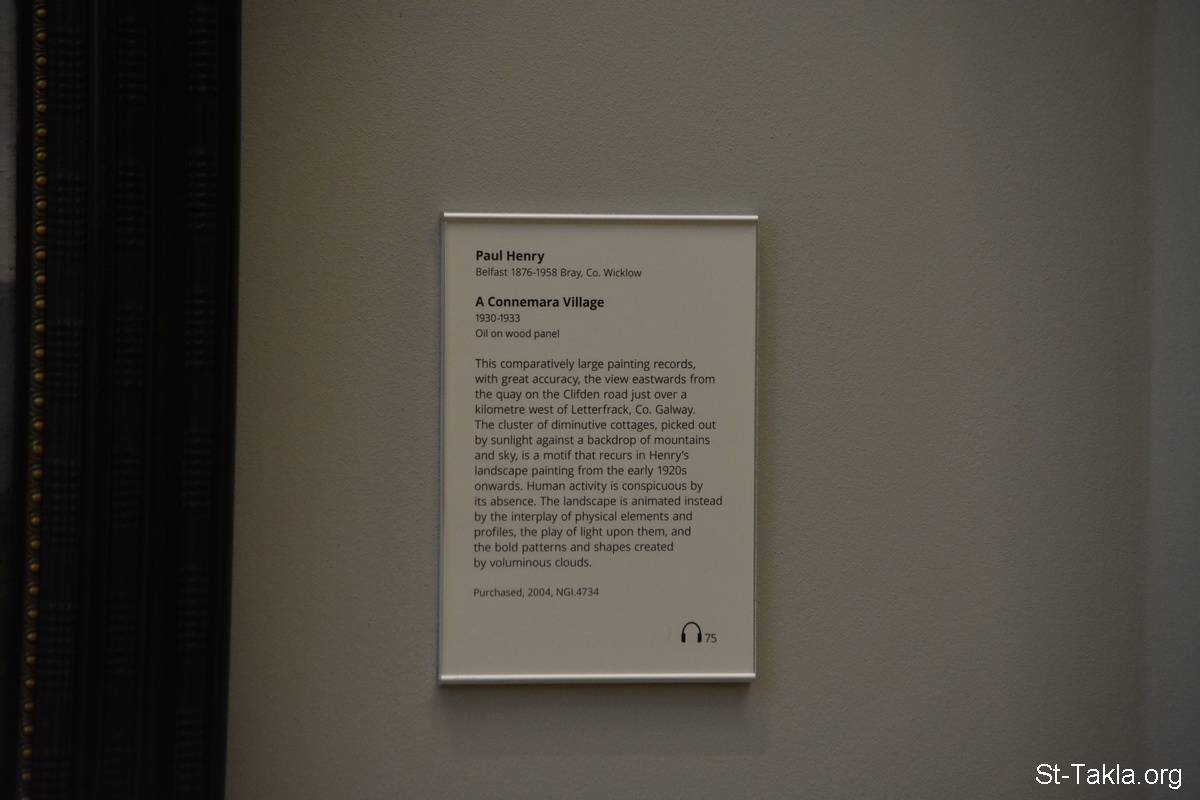 Paul Henry
Belfast 1876-1958 Bray, Co. Wicklow
A Connemara Village
1930-1933
Oil on wood panel
This comparatively large painting records,
with great accuracy, the view eastwards from
the quay on the Clifden road just over a
kilometre west of Letterfrack, Co. Galway.
The cluster of diminutive cottages, picked out
by sunlight against a backdrop of mountains
and sky, is a motif that recurs in Henry's
landscape painting from the early 1920s
onwards. Human activity is conspicuous by
its absence. The landscape is animated instead
by the interplay of physical elements and
profiles, the play of light upon them, and
the bold patterns and shapes created
by voluminous clouds.
Purchased, 2004, NGI.4734
75
St-Takla.org